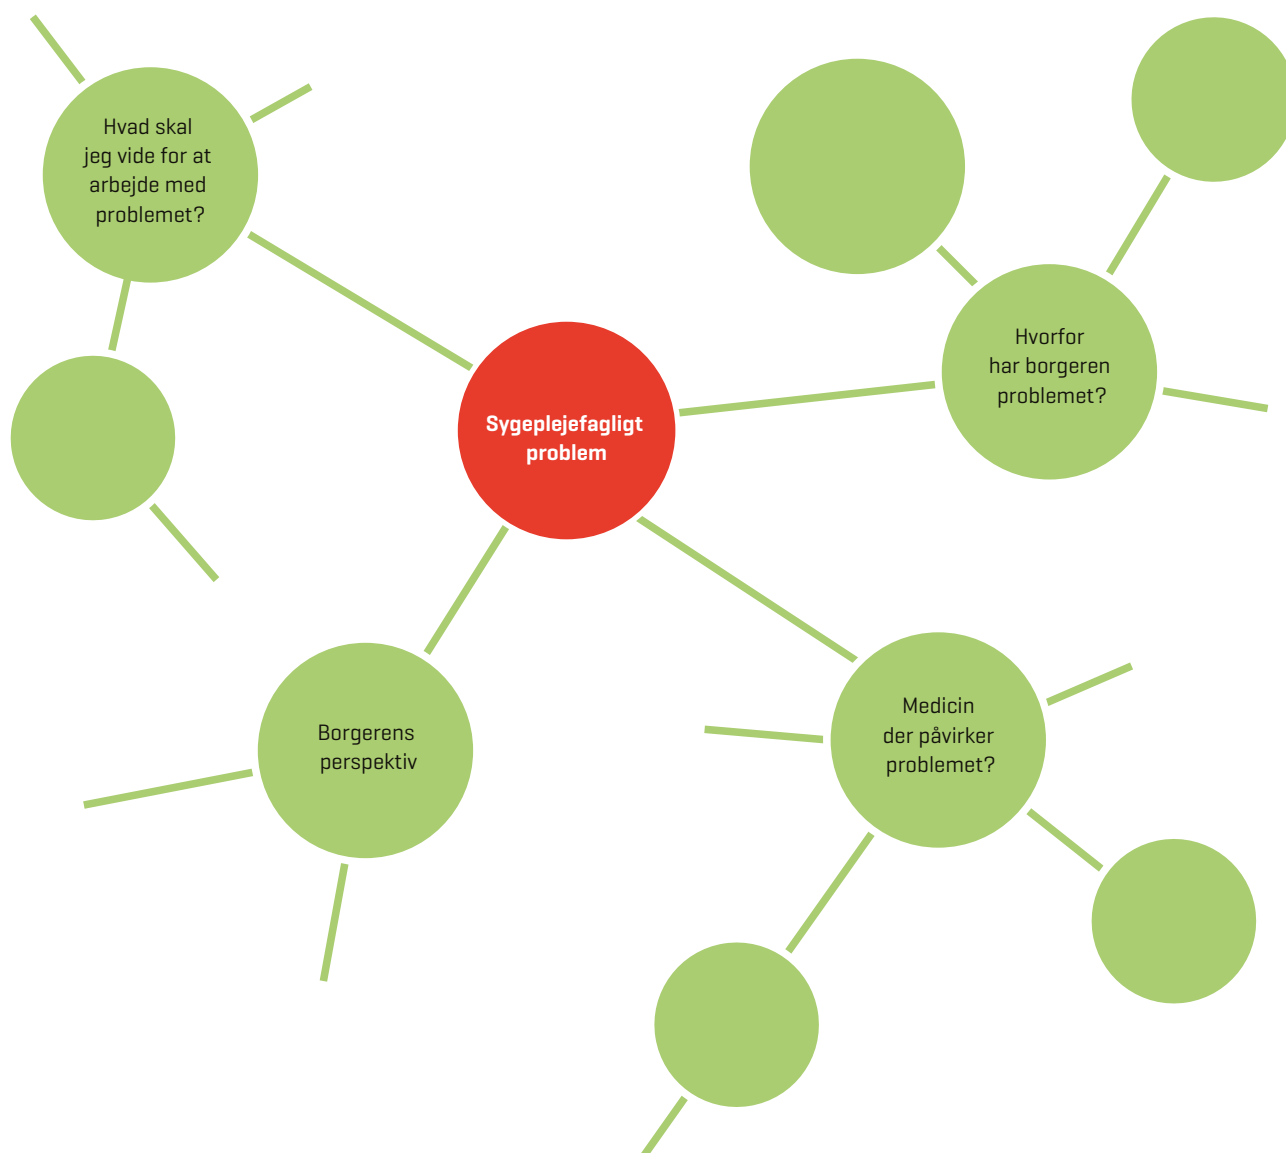 Hvad skal
jeg vide for at
arbejde med
problemet?
Hvorfor
har borgeren
problemet?
Sygeplejefagligt
problem
Borgerens
perspektiv
Medicin
der påvirker
problemet?